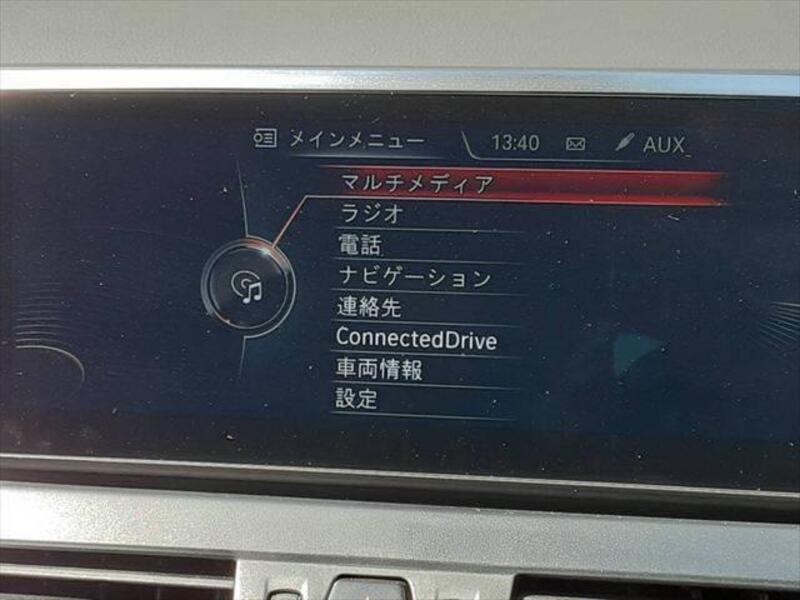 メインメニュー 13:40 AUX
マルチメディア
ラジオ
電話
ナビゲーション
連絡先
ConnectedDrive
車両情報
設定